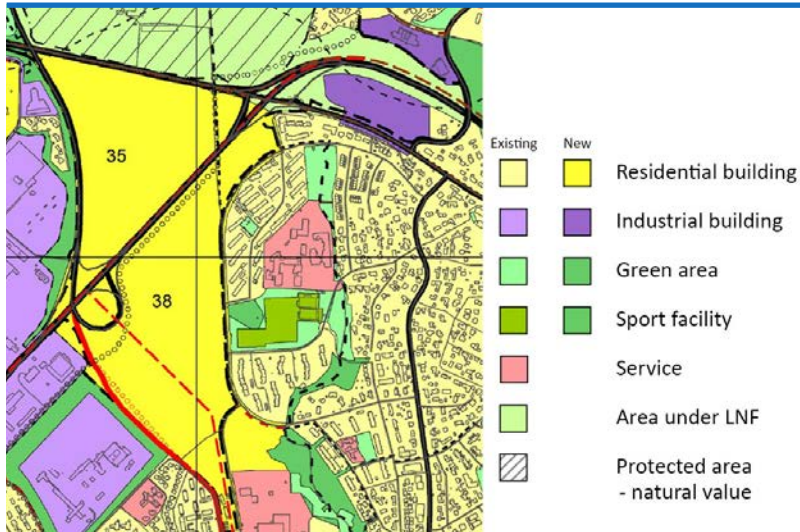 35
38
Existing New
Residential building
Industrial building
Green area
Sport facility
Service
Area under LNF
Protected area
- natural value